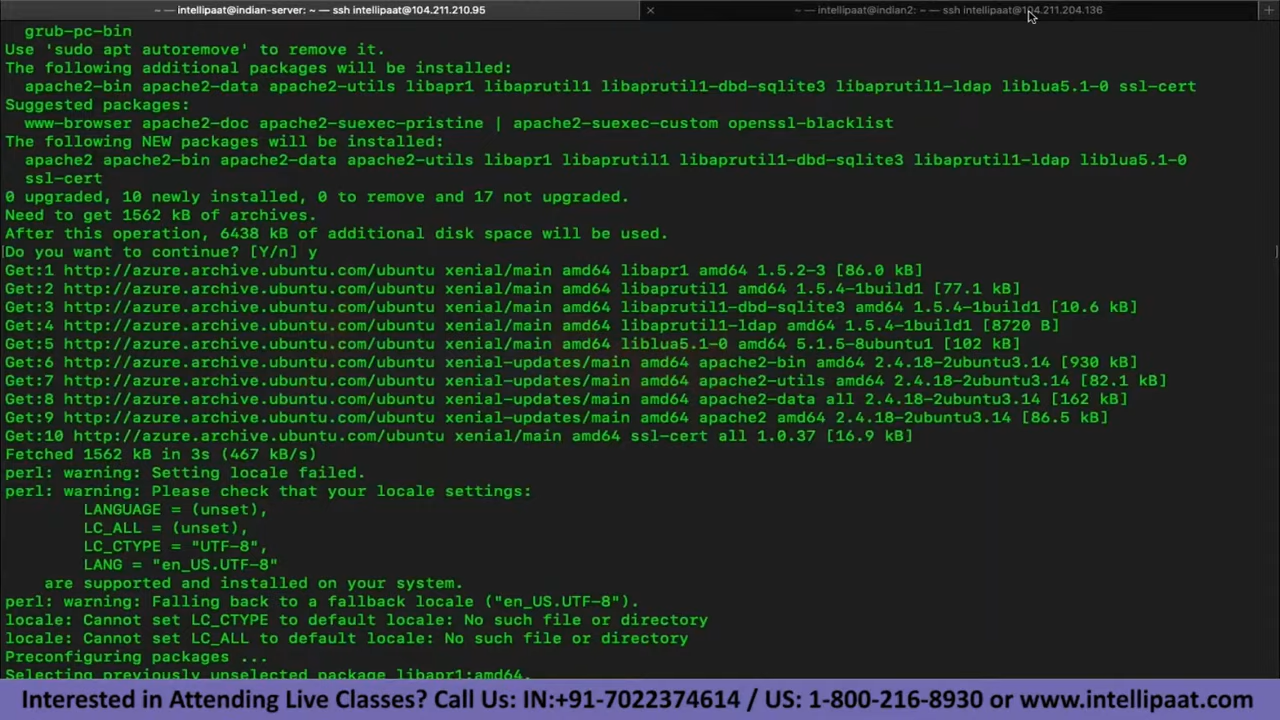 — intellipaat@indian-server: ~ — ssh intellipaat@104.211.210.95
~ — intellipaat@indian2: ~ — ssh intellipaat@104.211.204.136
grub-pc-bin
Use 'sudo apt autoremove' to remove it.
The following additional packages will be installed:
apache2-bin apache2-data apache2-utils libapr1 libaprutil1 libaprutil1-dbd-sqlite3 libaprutil1-ldap liblua5.1-0 ssl-cert
Suggested packages:
www-browser apache2-doc apache2-suexec-pristine | apache2-suexec-custom openssl-blacklist
The following NEW packages will be installed:
apache2 apache2-bin apache2-data apache2-utils libapr1 libaprutil1 libaprutil1-dbd-sqlite3 libaprutil1-ldap liblua5.1-0
ssl-cert
0 upgraded, 10 newly installed, 0 to remove and 17 not upgraded.
Need to get 1562 kB of archives.
After this operation, 6438 kB of additional disk space will be used.
Do you want to continue? [Y/n] y
Get:1 http://azure.archive.ubuntu.com/ubuntu xenial/main amd64 libapr1 amd64 1.5.2-3 [86.0 kB]
Get:2 http://azure.archive.ubuntu.com/ubuntu xenial/main amd64 libaprutil1 amd64 1.5.4-1build1 [77.1 kB]
Get:3 http://azure.archive.ubuntu.com/ubuntu xenial/main amd64 libaprutil1-dbd-sqlite3 amd64 1.5.4-1build1 [10.6 kB]
Get:4 http://azure.archive.ubuntu.com/ubuntu xenial/main amd64 libaprutil1-ldap amd64 1.5.4-1build1 [8720 B]
Get:5 http://azure.archive.ubuntu.com/ubuntu xenial/main amd64 liblua5.1-0 amd64 5.1.5-8ubuntu1 [102 kB]
Get:6 http://azure.archive.ubuntu.com/ubuntu xenial-updates/main amd64 apache2-bin amd64 2.4.18-2ubuntu3.14 [930 kB]
Get:7 http://azure.archive.ubuntu.com/ubuntu xenial-updates/main amd64 apache2-utils amd64 2.4.18-2ubuntu3.14 [82.1 kB]
Get:8 http://azure.archive.ubuntu.com/ubuntu xenial-updates/main amd64 apache2-data all 2.4.18-2ubuntu3.14 [162 kB]
Get:9 http://azure.archive.ubuntu.com/ubuntu xenial-updates/main amd64 apache2 amd64 2.4.18-2ubuntu3.14 [86.5 kB]
Get:10 http://azure.archive.ubuntu.com/ubuntu xenial/main amd64 ssl-cert all 1.0.37 [16.9 kB]
Fetched 1562 kB in 3s (467 kB/s)
perl: warning: Setting locale failed.
perl: warning: Please check that your locale settings:
LANGUAGE = (unset),
LC_ALL = (unset),
LC_CTYPE = "UTF-8",
LANG = "en_US.UTF-8"
are supported and installed on your system.
perl: warning: Falling back to a fallback locale ("en_US.UTF-8").
locale: Cannot set LC_CTYPE to default locale: No such file or directory
locale: Cannot set LC_ALL to default locale: No such file or directory
Preconfiguring packages ...
Selecting previously unselected package libapr1:amd64.
Interested in Attending Live Classes? Call Us: IN:+91-7022374614 / US: 1-800-216-8930 or www.intellipaat.com